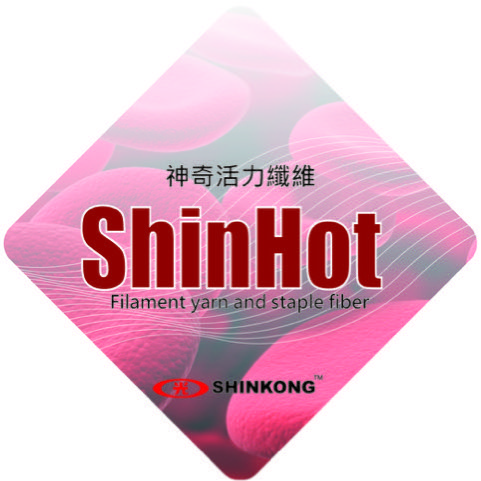 神奇活力纖維
ShinHot
Filament yarn and staple fiber
SHINKONG™